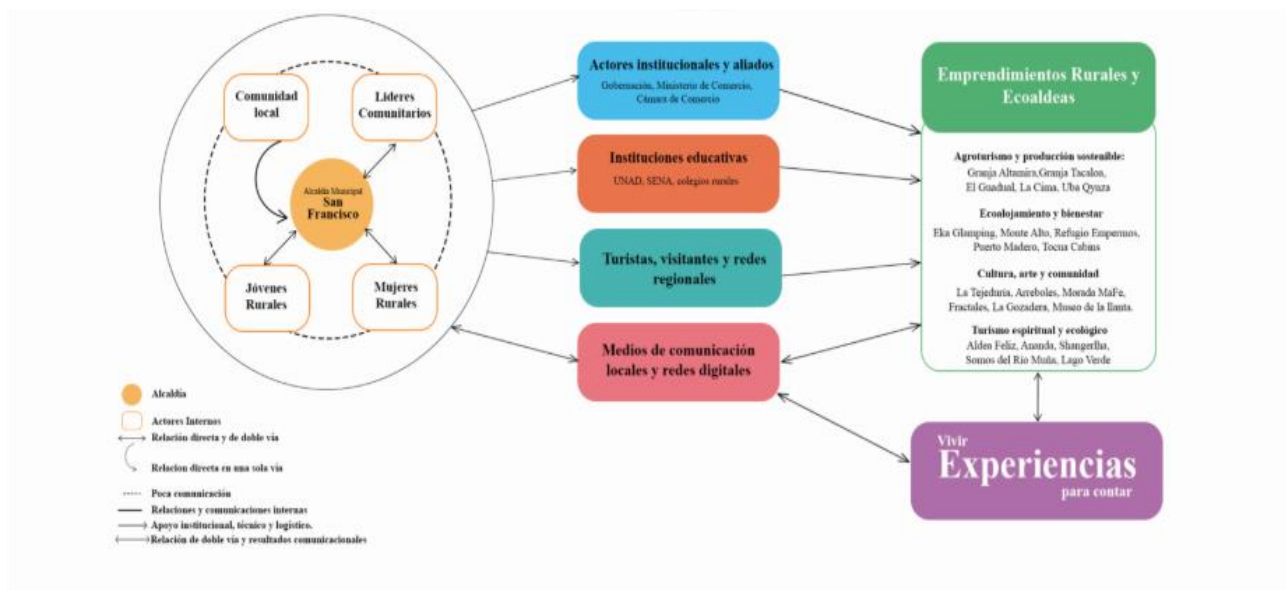 Comunidad
local
Líderes
Comunitarios
Alcaldía Municipal
San
Francisco
Jóvenes
Rurales
Mujeres
Rurales
Alcaldía
Actores Internos
Relación directa y de doble vía
Relacion directa en una sola vía
Poca comunicación
Relaciones y comunicaciones internas
Apoyo institucional, técnico y logístico.
Relación de doble vía y resultados comunicacionales
Actores institucionales y aliados
Gobernación, Ministerio de Comercio,
Cámara de Comercio
Instituciones educativas
UNAD, SENA, colegios rurales
Turistas, visitantes y redes
regionales
Medios de comunicación
locales y redes digitales
Emprendimientos Rurales y
Ecoaldeas
Agroturismo y producción sostenible:
Granja Altamira,Granja Tacaloa,
El Guadual, La Cima, Uba Qyuza
Ecoalojamiento y bienestar
Eka Glamping, Monte Alto, Refugio
Puerto Madero, Tocua Cabins
Cultura, arte y comunidad
La Tejeduría, Arreboles, Morada MaFe,
Fractales, La Gozadera, Museo de la llanta.
Turismo espiritual y ecológico
Aldea Feliz, Ananda,
Somos del Río Muña, Lago Verde
Vivir
Experiencias
para contar